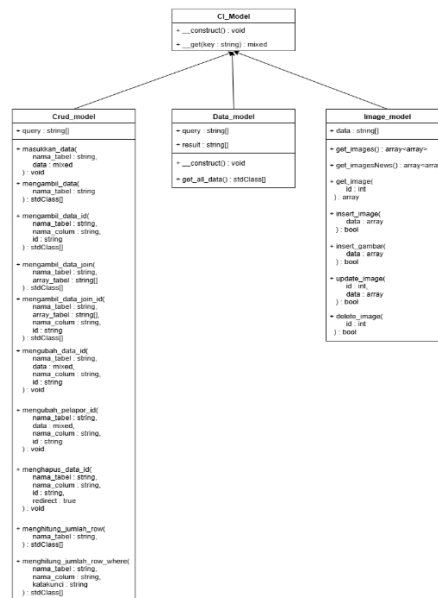 CI_Model
+ __construct() : void
+ __get(key : string) : mixed
Crud_model
+ query : string[]
+ masukkan_data(
nama_tabel : string,
data : mixed
) : void
+ mengambil_data(
nama_tabel : string
) : stdClass[]
+ mengambil_data_id(
nama_tabel : string,
nama_colum : string,
id : string
) : stdClass[]
+ mengambil_data_join(
nama_tabel : string,
array_tabel : string[]
) : stdClass[]
+ mengambil_data_join_id(
nama_tabel : string,
array_tabel : string[],
nama_colum : string,
id : string
) : stdClass[]
+ mengubah_data_id(
nama_tabel : string,
data : mixed,
nama_colum : string,
id : string
) : void
+ mengubah_pelapor_id(
nama_tabel : string,
data : mixed,
nama_colum : string,
id : string
) : void
+ menghapus_data_id(
nama_tabel : string,
nama_colum : string,
id : string,
redirect : true
) : void
+ menghitung_jumlah_row(
nama_tabel : string,
) : stdClass[]
+ menghitung_jumlah_row_where(
nama_tabel : string,
nama_colum : string,
katakunci : string
) : stdClass[]
Data_model
+ query : string[]
+ result : string[]
+ __construct() : void
+ get_all_data() : stdClass[]
Image_model
+ data : string[]
+ get_images() : array<array>
+ get_imagesNews() : array<array
+ get_image(
id : int
) : array
+ insert_image(
data : array
) : bool
+ insert_gambar(
data : array
) : bool
+ update_image(
id : int,
data : array
) : bool
+ delete_image(
id : int
) : bool